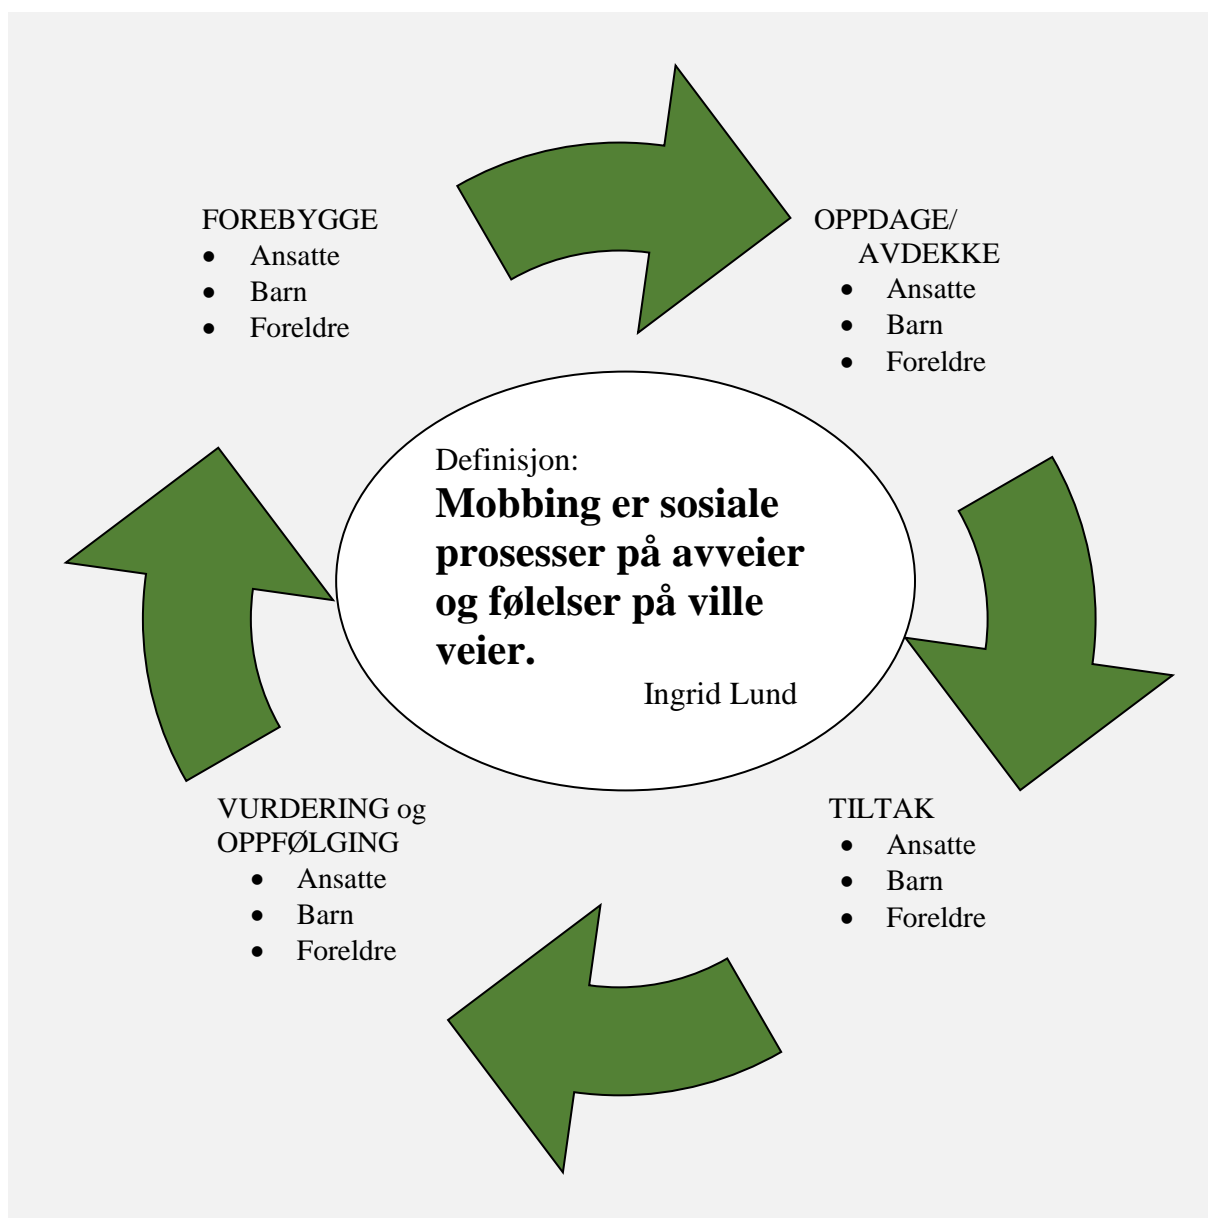 FOREBYGGE
• Ansatte
• Barn
• Foreldre
OPPDAGE/
AVDEKKE
• Ansatte
• Barn
• Foreldre
Definisjon:
Mobbing er sosiale
prosesser på avveier
og følelser på ville
veier.
Ingrid Lund
VURDERING og
OPPFØLGING
• Ansatte
• Barn
• Foreldre
TILTAK
• Ansatte
• Barn
• Foreldre